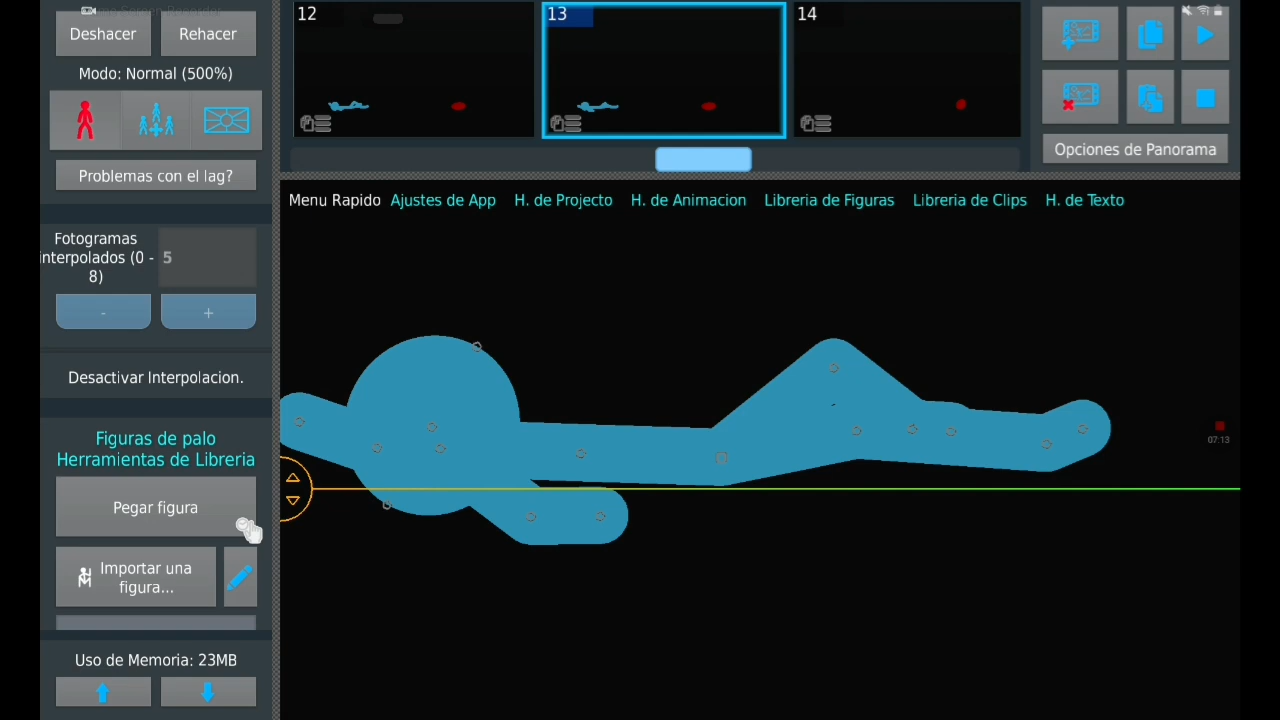 Deshacer
Rehacer
Modo: Normal (500%)
Problemas con el lag?
Fotogramas
interpolados (0 -
8)
5
-
+
Desactivar Interpolacion.
Figuras de palo
Herramientas de Libreria
Pegar figura
Importar una
figura...
Uso de Memoria: 23MB
12
13
14
Opciones de Panorama
Menu Rapido
Ajustes de App
H. de Projecto
H. de Animacion
Libreria de Figuras
Libreria de Clips
H. de Texto
07:13